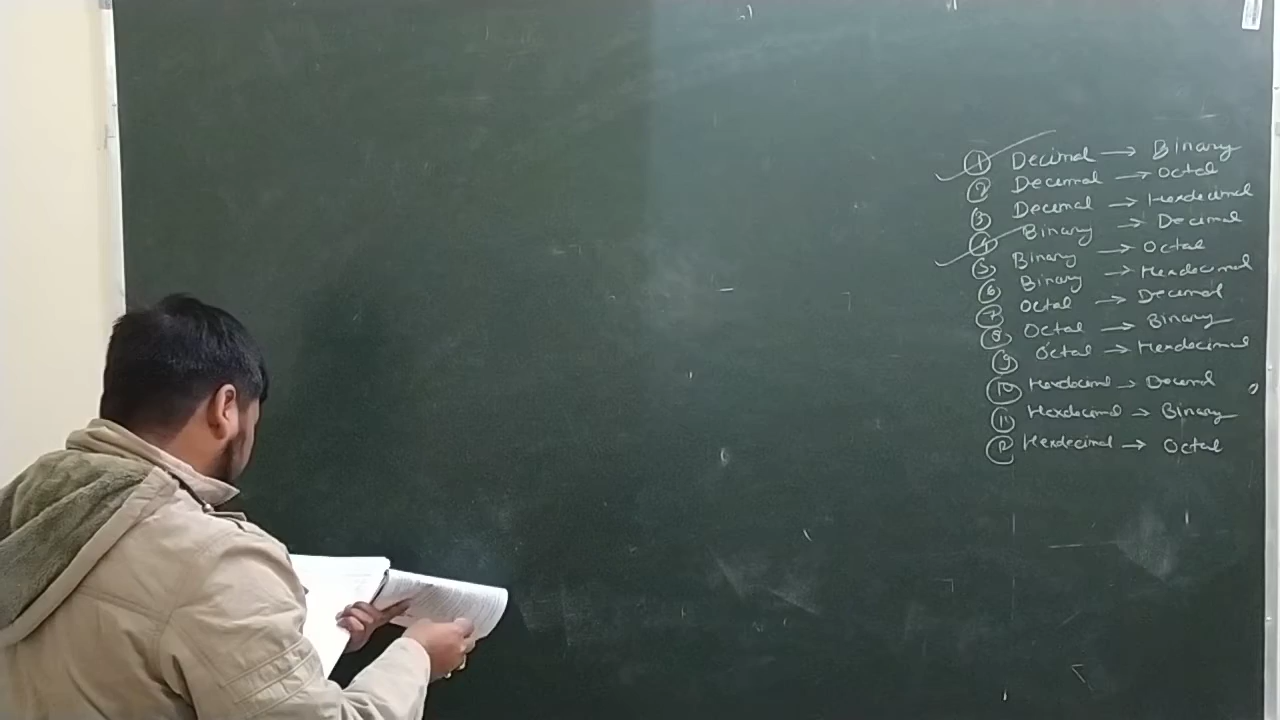 ① Decimal → Binary
② Decimal → Octal
③ Decimal → Hexdecimal
④ Binary → Decimal
⑤ Binary → Octal
⑥ Binary → Hexdecimal
⑦ Octal → Decimal
⑧ Octal → Binary
⑨ Octal → Hexdecimal
⑩ Hexdecimal → Decimal
⑪ Hexdecimal → Binary
⑫ Hexdecimal → Octal